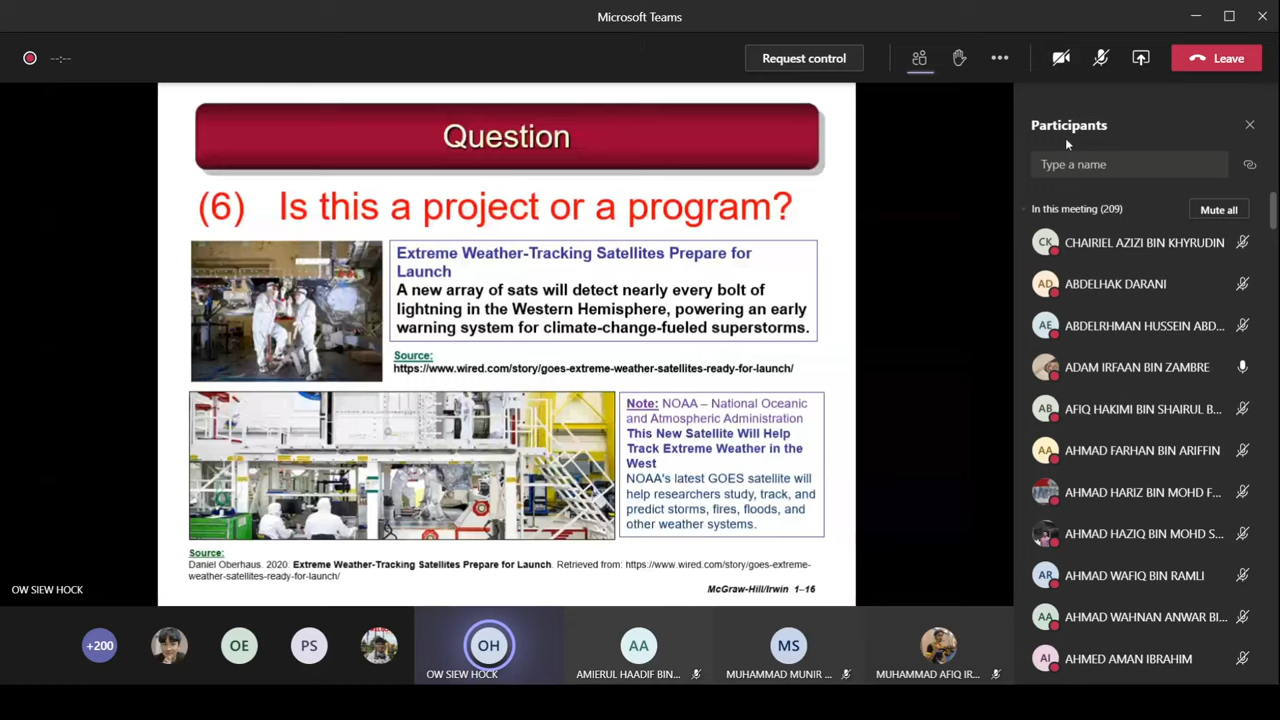 Microsoft Teams
--:--
Request control
Leave
Question
(6) Is this a project or a program?
Extreme Weather-Tracking Satellites Prepare for
Launch
A new array of sats will detect nearly every bolt of
lightning in the Western Hemisphere, powering an early
warning system for climate-change-fueled superstorms.
Source:
https://www.wired.com/story/goes-extreme-weather-satellites-ready-for-launch/
Note: NOAA – National Oceanic
and Atmospheric Administration
This New Satellite Will Help
Track Extreme Weather in the
West
NOAA's latest GOES satellite will
help researchers study, track, and
predict storms, fires, floods, and
other weather systems.
Source:
Daniel Oberhaus. 2020. Extreme Weather-Tracking Satellites Prepare for Launch. Retrieved from: https://www.wired.com/story/goes-extreme-
weather-satellites-ready-for-launch/
McGraw-Hill/Irwin 1–16
OW SIEW HOCK
Participants
Type a name
In this meeting (209)
Mute all
CK CHAIRIEL AZIZI BIN KHYRUDIN
AD ABDELHAK DARANI
AE ABDELRHMAN HUSSEIN ABD...
ADAM IRFAAN BIN ZAMBRE
AB AFIQ HAKIMI BIN SHAIRUL B...
AA AHMAD FARHAN BIN ARIFFIN
AHMAD HARIZ BIN MOHD F...
AHMAD HAZIQ BIN MOHD S...
AR AHMAD WAFIQ BIN RAMLI
AA AHMAD WAHNAN ANWAR BI...
AI AHMED AMAN IBRAHIM
+200
OE
PS
OH
OW SIEW HOCK
AA
AMIERUL HAADIF BIN...
MS
MUHAMMAD MUNIR ...
MUHAMMAD AFIQ IR...